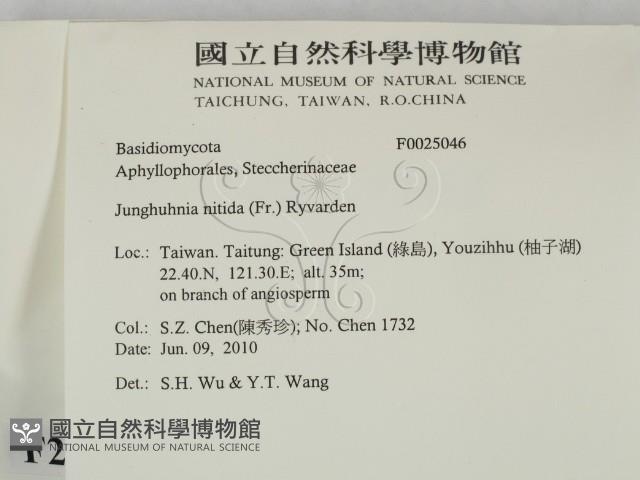 國立自然科學博物館
NATIONAL MUSEUM OF NATURAL SCIENCE
TAICHUNG, TAIWAN, R.O.CHINA
Basidiomycota F0025046
Aphyllophorales, Steccherinaceae
Junghuhnia nitida (Fr.) Ryvarden
Loc.: Taiwan. Taitung: Green Island (綠島), Youzihhu (柚子湖)
22.40.N, 121.30.E; alt. 35m;
on branch of angiosperm
Col.: S.Z. Chen(陳秀珍); No. Chen 1732
Date: Jun. 09, 2010
Det.: S.H. Wu & Y.T. Wang
國立自然科學博物館
NATIONAL MUSEUM OF NATURAL SCIENCE
F2